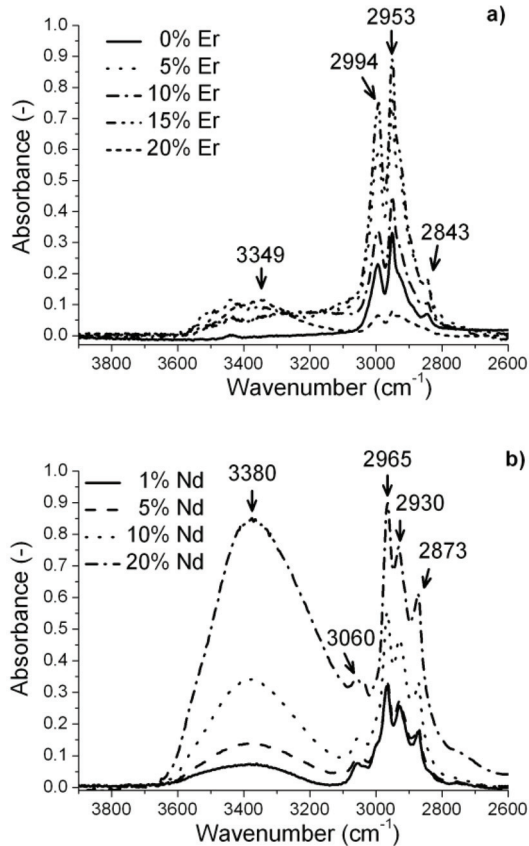 a)
2953
2994
0% Er
5% Er
10% Er
15% Er
20% Er
3349
2843
Absorbance (-)
1.0
0.9
0.8
0.7
0.6
0.5
0.4
0.3
0.2
0.1
0.0
3800 3600 3400 3200 3000 2800 2600
Wavenumber (cm⁻¹)
b)
3380
2965
2930
2873
3060
1% Nd
5% Nd
10% Nd
20% Nd
Absorbance (-)
1.0
0.9
0.8
0.7
0.6
0.5
0.4
0.3
0.2
0.1
0.0
3800 3600 3400 3200 3000 2800 2600
Wavenumber (cm⁻¹)